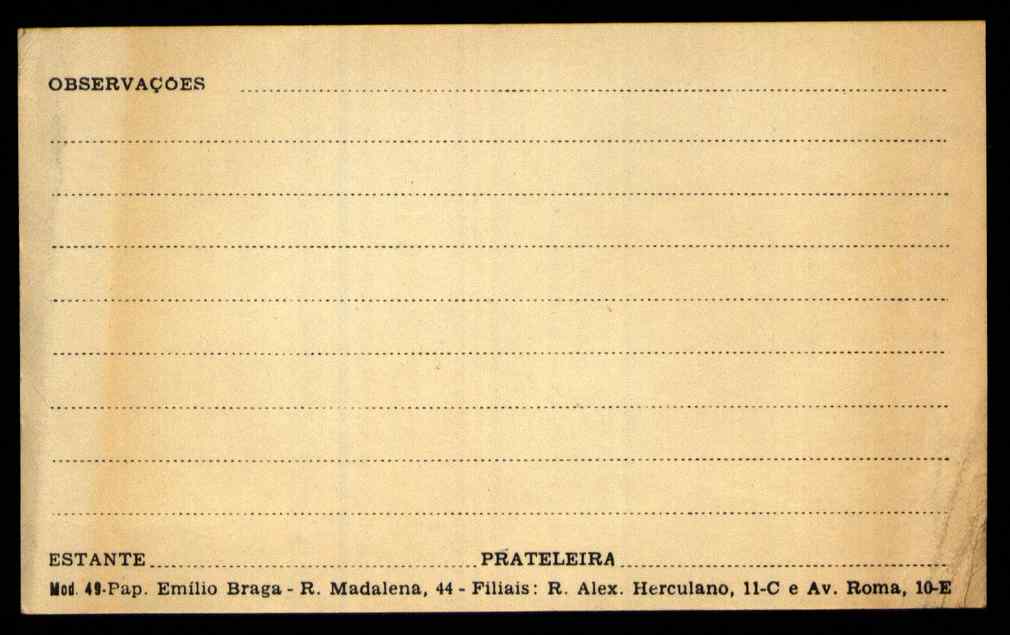 OBSERVAÇÕES
ESTANTE PRATELEIRA
Mod. 49-Pap. Emílio Braga - R. Madalena, 44 - Filiais: R. Alex. Herculano, 11-C e Av. Roma, 10-E